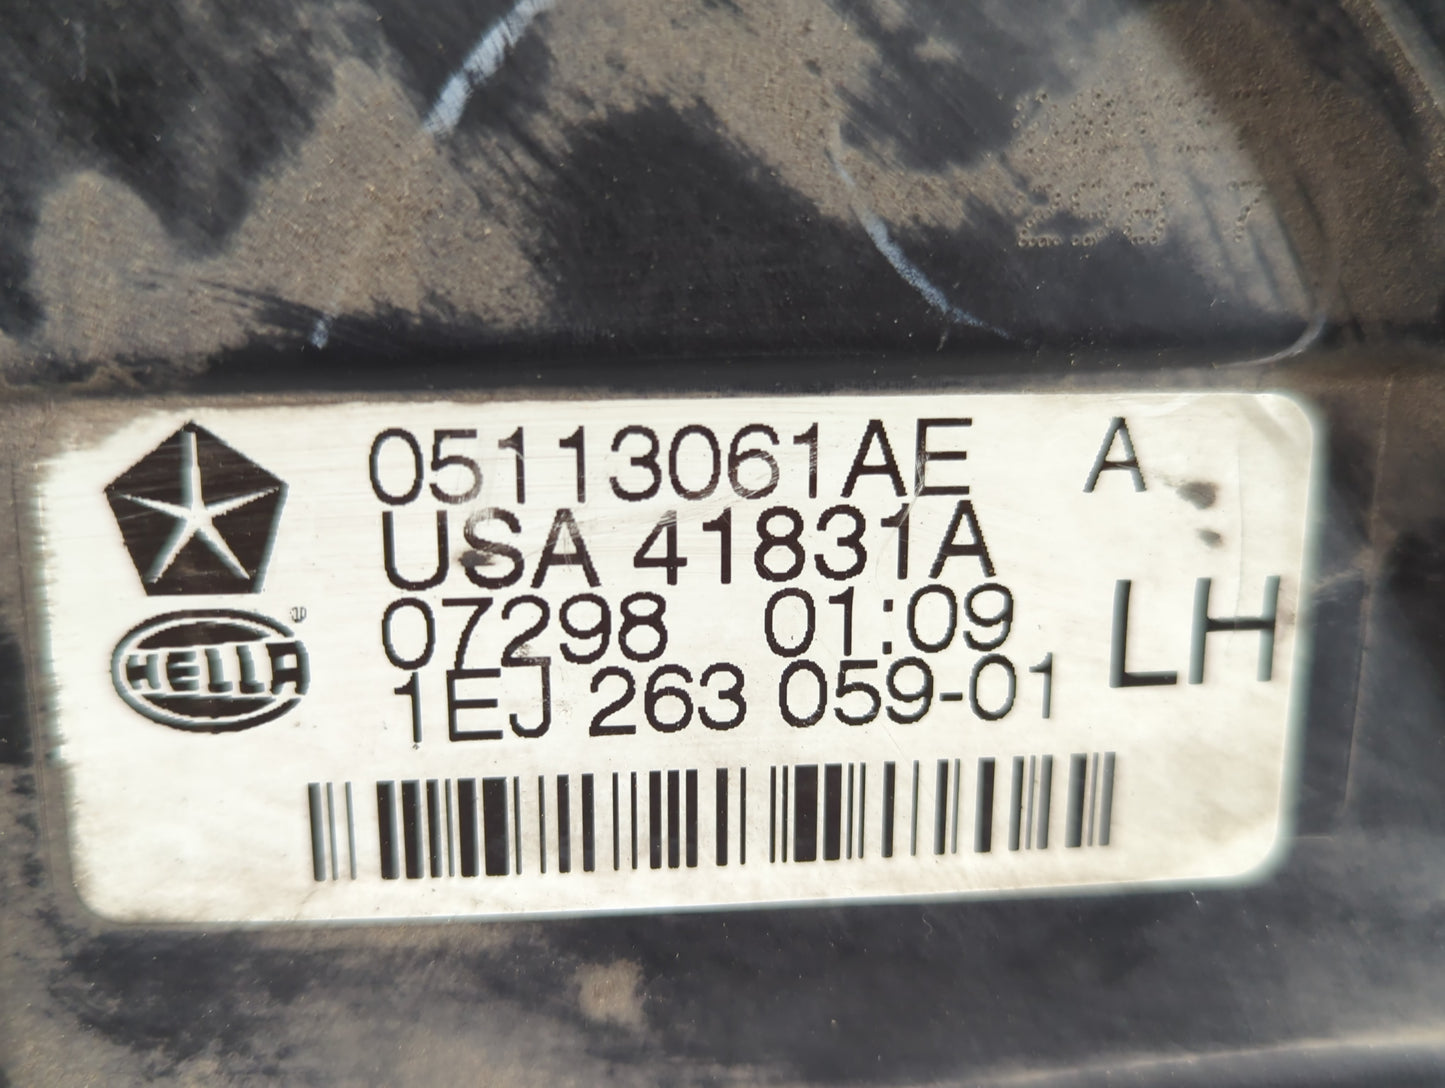 05113061AE A
USA 41831A
07298 01:09
LH
HELLA ®
1EJ 263 059-01